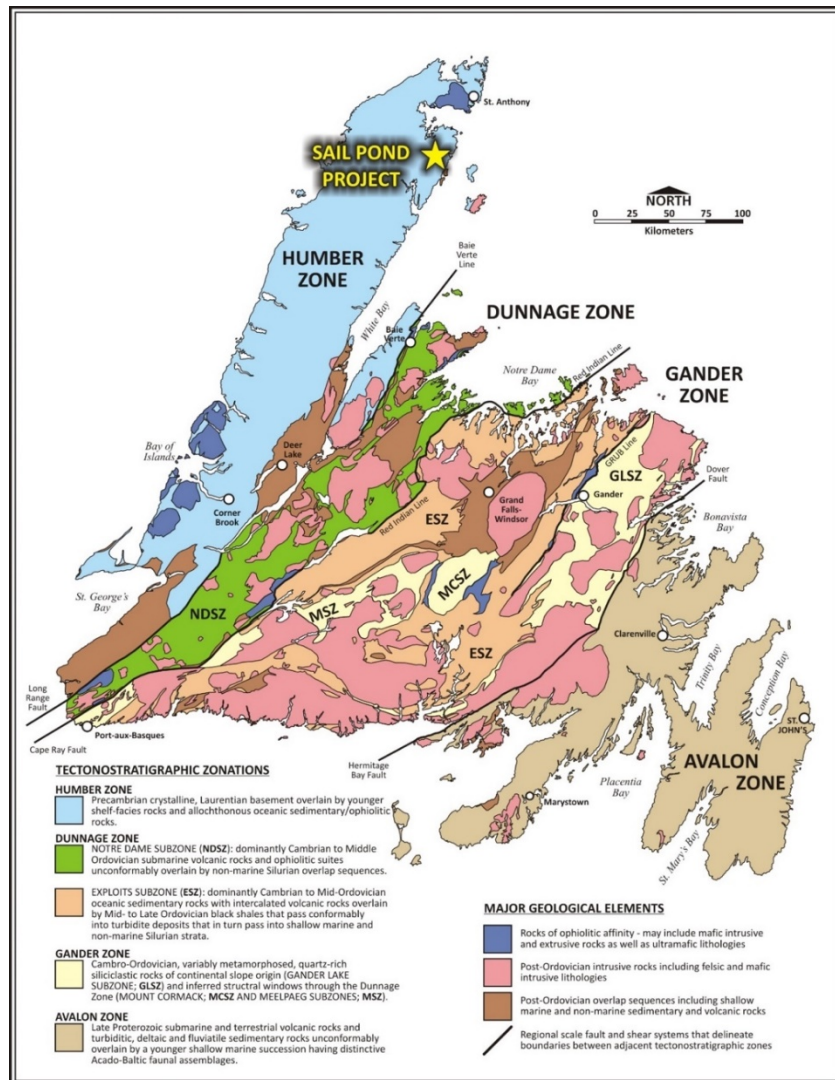 St. Anthony
SAIL POND
PROJECT
NORTH
0 25 50 75 100
Kilometers
HUMBER
ZONE
Baie
Verte
Line
White Bay
Baie
Verte
DUNNAGE ZONE
Notre Dame
Bay
Red Indian Line
GANDER
ZONE
Bay of
Islands
Deer
Lake
Corner
Brook
GRUB Line
GLSZ
Dover
Fault
Gander
Grand
Falls-
Windsor
ESZ
Red Indian Line
Bonavista
Bay
St. George's
Bay
NDSZ
MSZ
MCSZ
ESZ
Clarenville
Trinity Bay
Conception Bay
ST.
JOHN'S
Long
Range
Fault
Cape Ray Fault
Port-aux-Basques
Hermitage
Bay Fault
Placentia
Bay
AVALON
ZONE
Marystown
St. Mary's Bay
TECTONOSTRATIGRAPHIC ZONATIONS
HUMBER ZONE
Precambrian crystalline, Laurentian basement overlain by younger
shelf-facies rocks and allochthonous oceanic sedimentary/ophiolitic
rocks.
DUNNAGE ZONE
NOTRE DAME SUBZONE (NDSZ): dominantly Cambrian to Middle
Ordovician submarine volcanic rocks and ophiolitic suites
unconformably overlain by non-marine Silurian overlap sequences.
EXPLOITS SUBZONE (ESZ): dominantly Cambrian to Mid-Ordovician
oceanic sedimentary rocks with intercalated volcanic rocks overlain
by Mid- to Late Ordovician black shales that pass conformably
into turbidite deposits that in turn pass into shallow marine and
non-marine Silurian strata.
GANDER ZONE
Cambro-Ordovician, variably metamorphosed, quartz-rich
siliciclastic rocks of continental slope origin (GANDER LAKE
SUBZONE; GLSZ) and inferred structral windows through the Dunnage
Zone (MOUNT CORMACK; MCSZ AND MEELPAEG SUBZONES; MSZ).
AVALON ZONE
Late Proterozoic submarine and terrestrial volcanic rocks and
turbiditic, deltaic and fluviatile sedimentary rocks unconformably
overlain by a younger shallow marine succession having distinctive
Acado-Baltic faunal assemblages.
MAJOR GEOLOGICAL ELEMENTS
Rocks of ophiolitic affinity - may include mafic intrusive
and extrusive rocks as well as ultramafic lithologies
Post-Ordovician intrusive rocks including felsic and mafic
intrusive lithologies
Post-Ordovician overlap sequences including shallow
marine and non-marine sedimentary and volcanic rocks
Regional scale fault and shear systems that delineate
boundaries between adjacent tectonostratigraphic zones